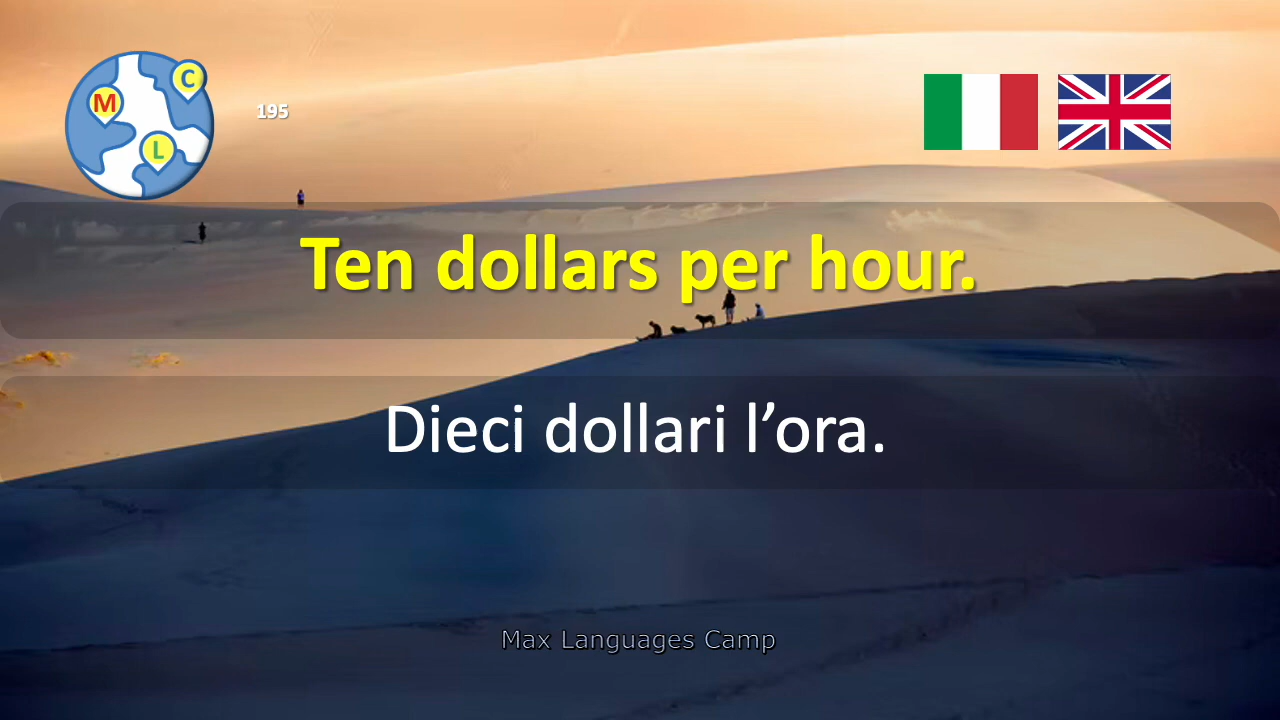 M
C
L
195
Ten dollars per hour.
Dieci dollari l’ora.
Max Languages Camp